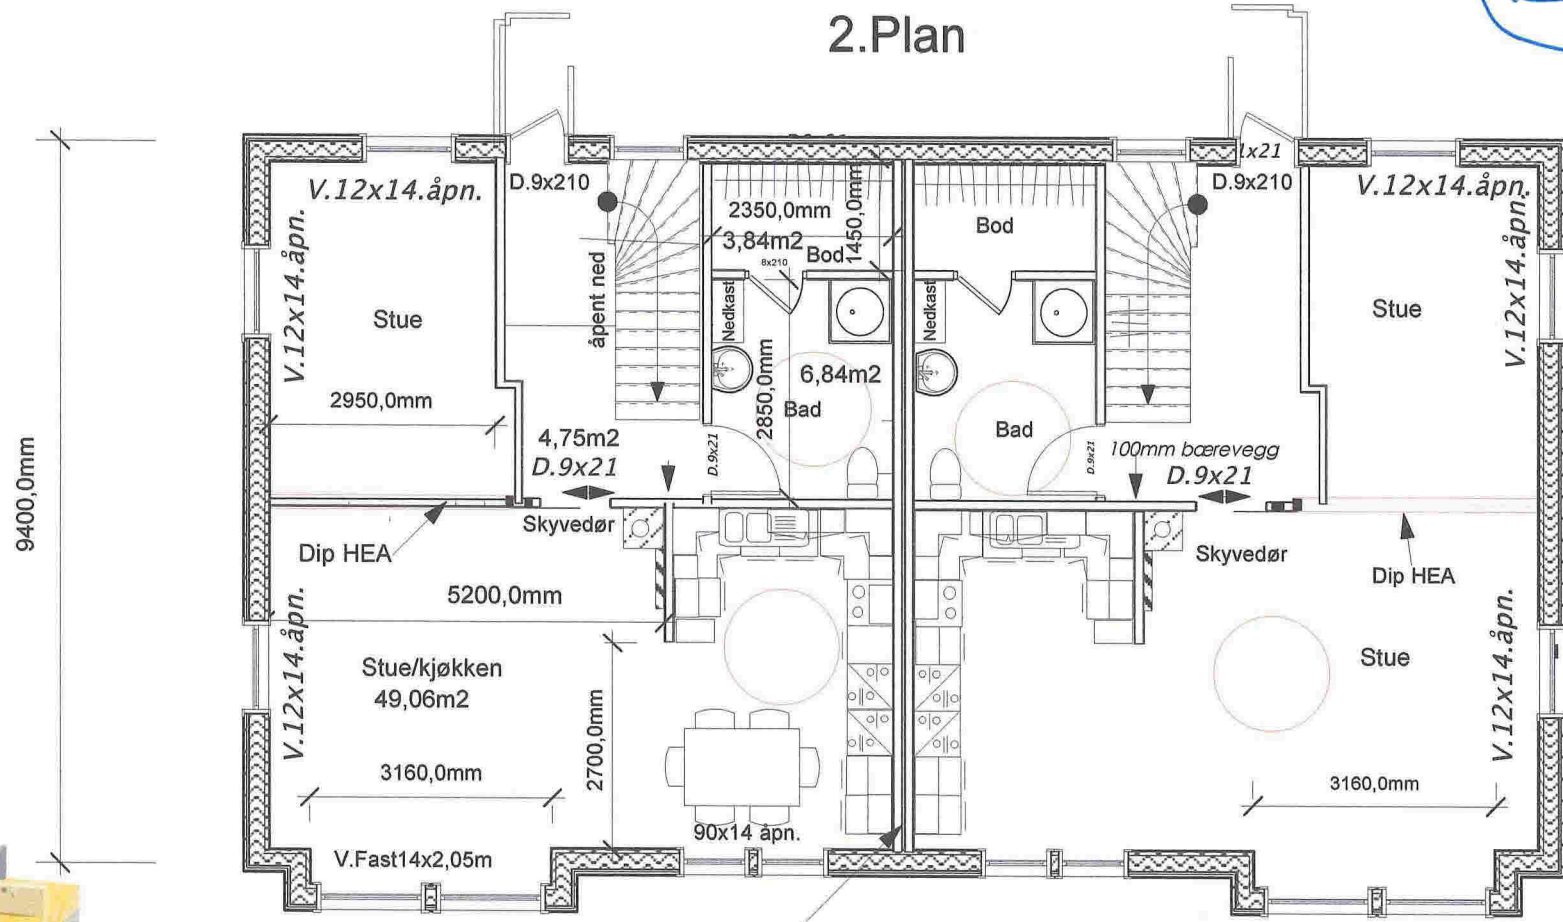 2.Plan
9400,0mm
V.12x14.åpn.
D.9x210
V.12x14.åpn.
Stue
2950,0mm
åpent ned
4,75m2
D.9x21
Skyvedør
2350,0mm
3,84m2
8x210
Bod
1450,0mm
Nedkast
6,84m2
Bad
2850,0mm
D.9x21
Dip HEA
5200,0mm
V.12x14.åpn.
Stue/kjøkken
49,06m2
3160,0mm
2700,0mm
V.Fast14x2,05m
90x14 åpn.
Bod
Nedkast
Bad
D.9x21
100mm bærevegg
D.9x21
Skyvedør
1x21
D.9x210
V.12x14.åpn.
V.12x14.åpn.
Stue
Dip HEA
Stue
V.12x14.åpn.
3160,0mm